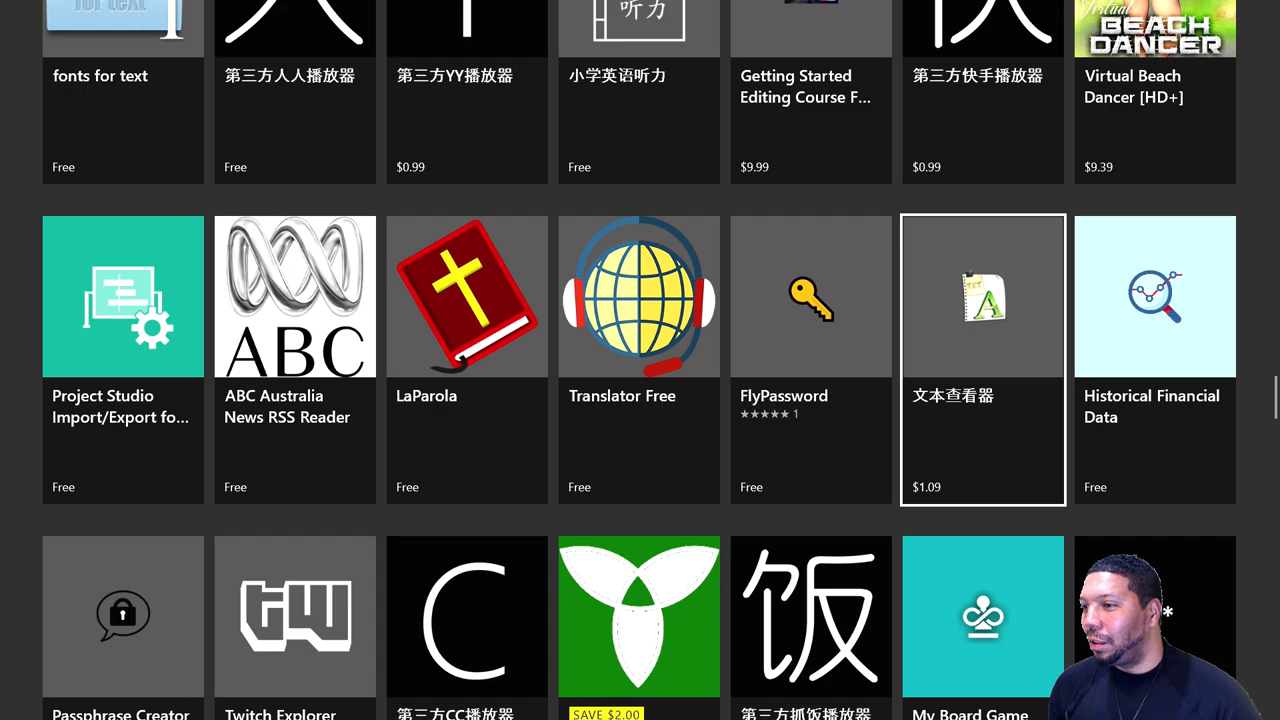 for text
听力
Virtual
BEACH
DANCER
fonts for text
第三方人人播放器
第三方YY播放器
小学英语听力
Getting Started
Editing Course F...
第三方快手播放器
Virtual Beach
Dancer [HD+]
Free
Free
$0.99
Free
$9.99
$0.99
$9.39
ABC
TXT
A
Project Studio
Import/Export fo...
ABC Australia
News RSS Reader
LaParola
Translator Free
FlyPassword
★★★★★ 1
文本查看器
Historical Financial
Data
Free
Free
Free
Free
Free
$1.09
Free
tw
C
饭
*
Passphrase Creator
Twitch Explorer
第三方CC播放器
SAVE $2.00
第三方抓饭播放器
My Board Game